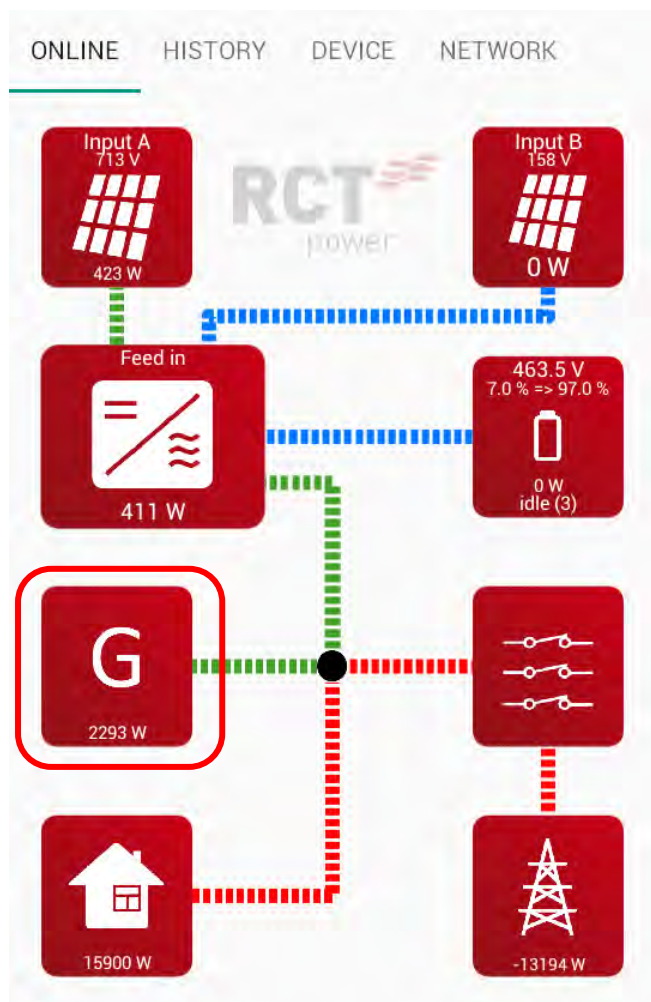 ONLINE HISTORY DEVICE NETWORK
Input A
713 V
423 W
RCT
power
Input B
158 V
0 W
Feed in
411 W
463.5 V
7.0 % => 97.0 %
0 W
idle (3)
G
2293 W
15900 W
-13194 W